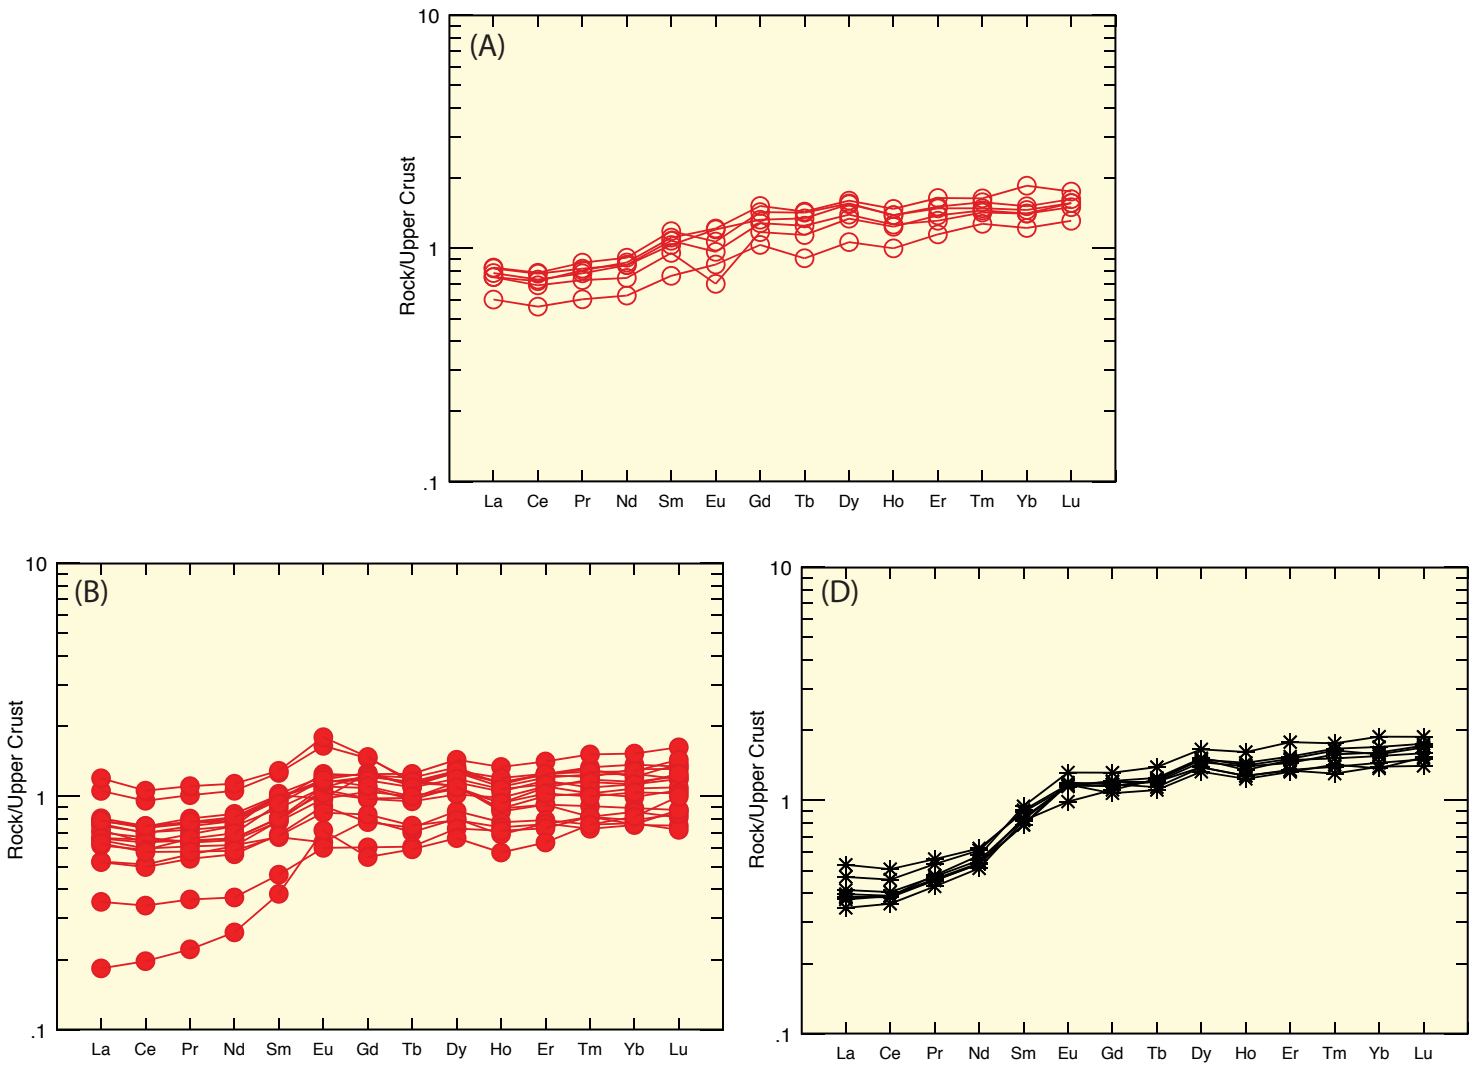 10
(A)
Rock/Upper Crust
1
.1
La Ce Pr Nd Sm Eu Gd Tb Dy Ho Er Tm Yb Lu
10
(B)
Rock/Upper Crust
1
.1
La Ce Pr Nd Sm Eu Gd Tb Dy Ho Er Tm Yb Lu
10
(D)
Rock/Upper Crust
1
.1
La Ce Pr Nd Sm Eu Gd Tb Dy Ho Er Tm Yb Lu